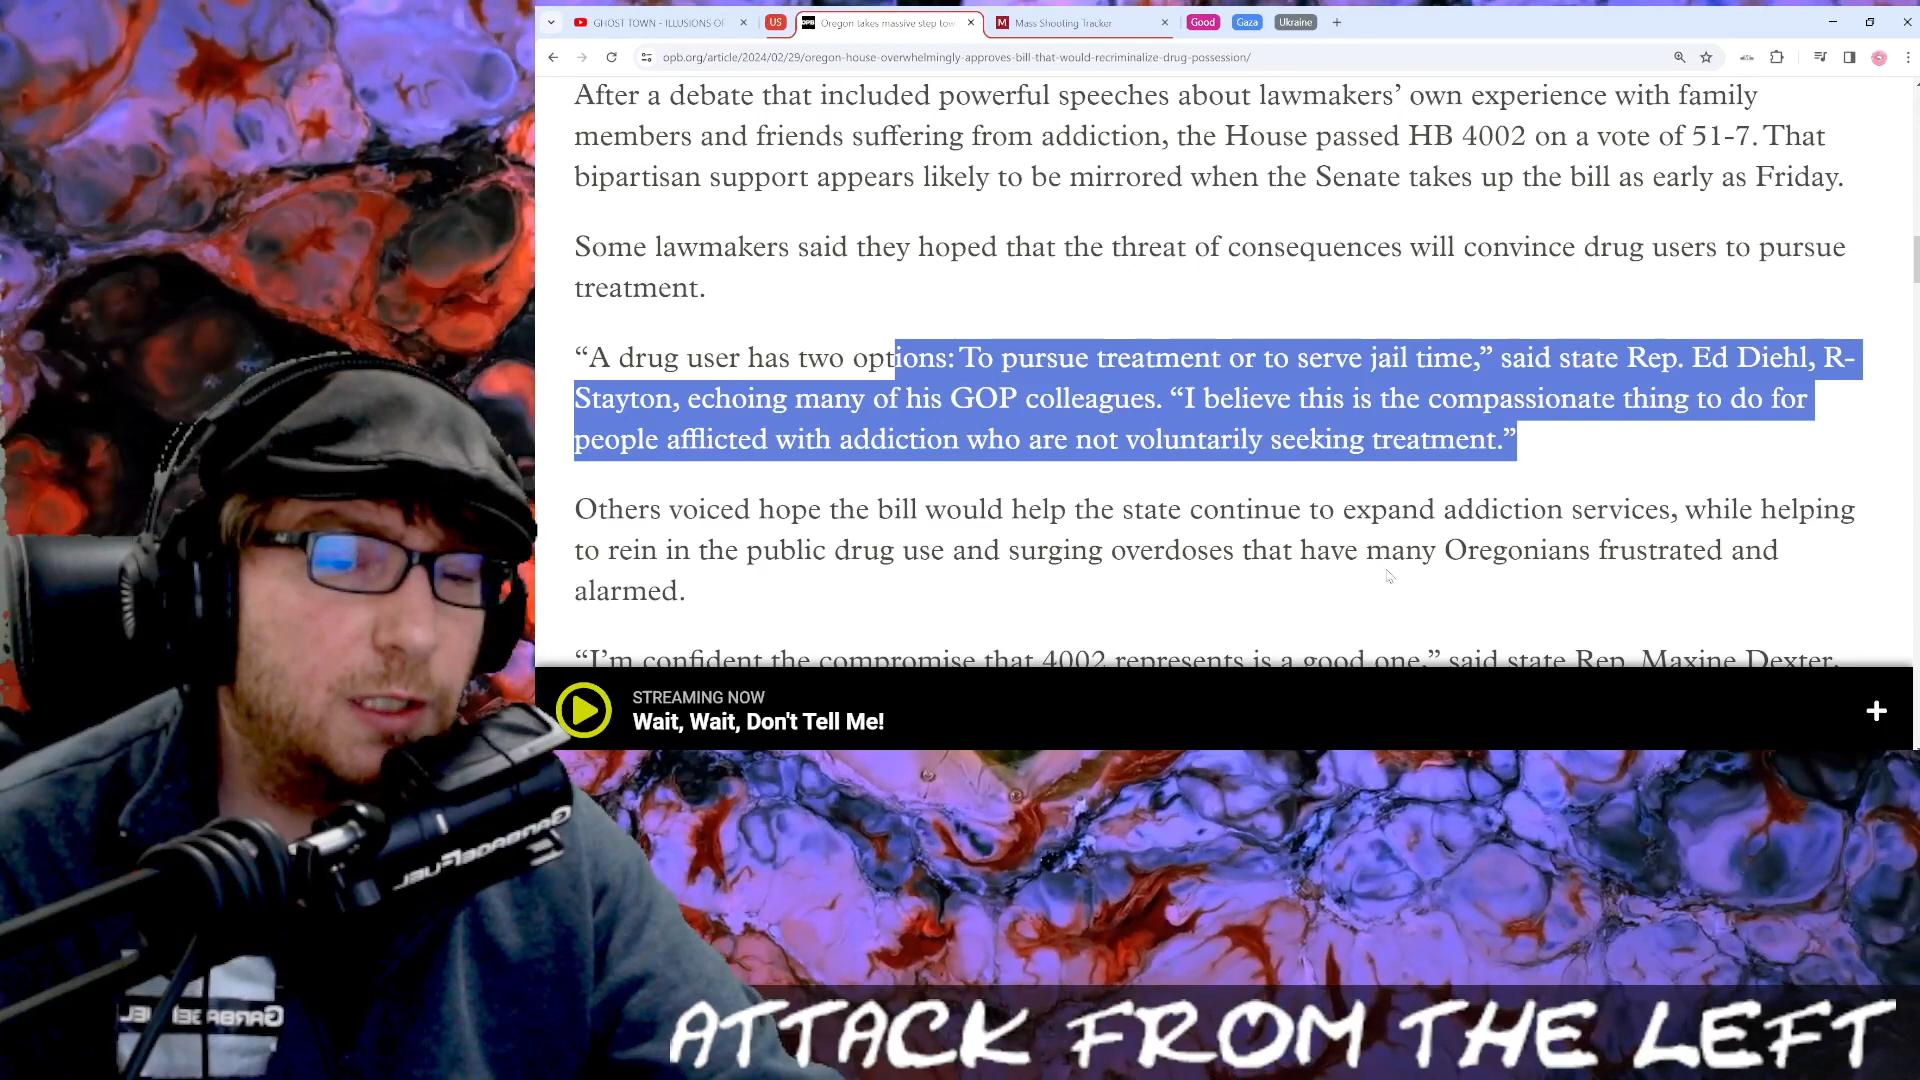 GHOST TOWN - ILLUSIONS OF
US
Oregon takes massive step tow
Mass Shooting Tracker
Good
Gaza
Ukraine
opb.org/article/2024/02/29/oregon-house-overwhelmingly-approves-bill-that-would-recriminalize-drug-possession/
After a debate that included powerful speeches about lawmakers’ own experience with family
members and friends suffering from addiction, the House passed HB 4002 on a vote of 51-7. That
bipartisan support appears likely to be mirrored when the Senate takes up the bill as early as Friday.
Some lawmakers said they hoped that the threat of consequences will convince drug users to pursue
treatment.
“A drug user has two options: To pursue treatment or to serve jail time,” said state Rep. Ed Diehl, R-
Stayton, echoing many of his GOP colleagues. “I believe this is the compassionate thing to do for
people afflicted with addiction who are not voluntarily seeking treatment.”
Others voiced hope the bill would help the state continue to expand addiction services, while helping
to rein in the public drug use and surging overdoses that have many Oregonians frustrated and
alarmed.
“I’m confident the compromise that 4002 represents is a good one,” said state Rep. Maxine Dexter,
STREAMING NOW
Wait, Wait, Don't Tell Me!
ATTACK FROM THE LEFT